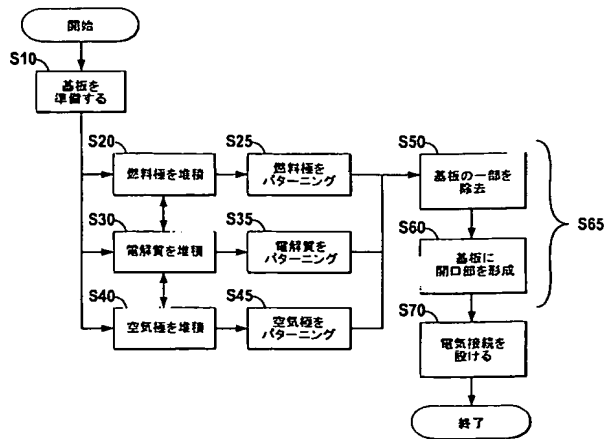 開始
S10
基板を
準備する
S20
燃料極を堆積
S25
燃料極を
パターニング
S30
電解質を堆積
S35
電解質を
パターニング
S40
空気極を堆積
S45
空気極を
パターニング
S50
基板の一部を
除去
S60
基板に
開口部を形成
S65
S70
電気接続を
設ける
終了